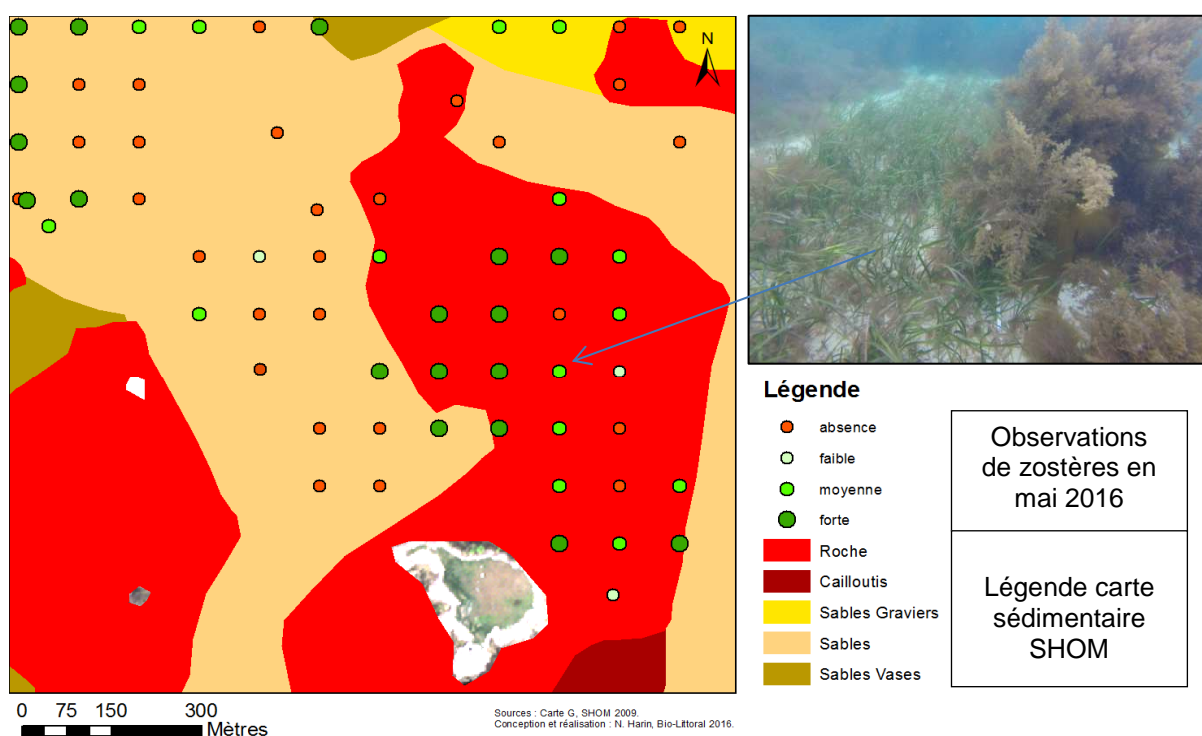 N
Légende
absence
faible
moyenne
forte
Roche
Cailloutis
Sables Graviers
Sables
Sables Vases
Observations
de zostères en
mai 2016
Légende carte
sédimentaire
SHOM
0 75 150 300
Mètres
Sources : Carte G, SHOM 2009.
Conception et réalisation : N. Harin, Bio-Littoral 2016.